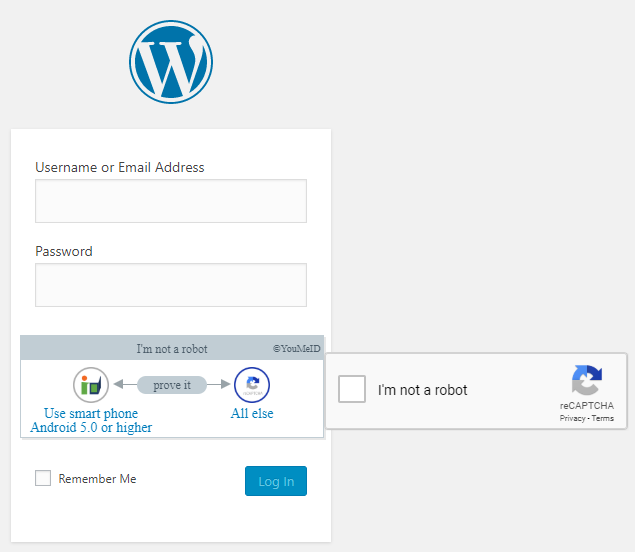 Username or Email Address
Password
I'm not a robot
©YouMeID
prove it
Use smart phone
Android 5.0 or higher
All else
I'm not a robot
reCAPTCHA
Privacy - Terms
Remember Me
Log In